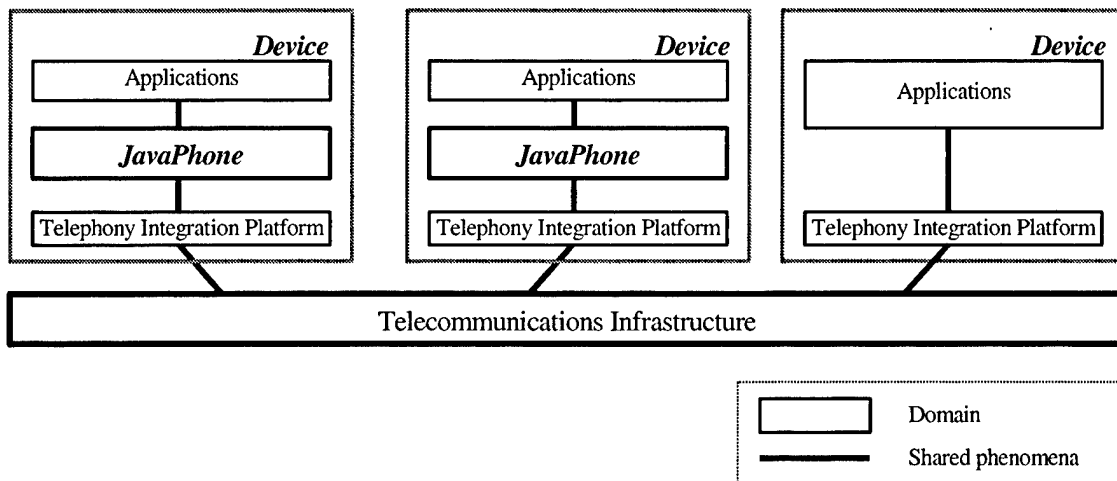 Device Device Device
Applications Applications Applications
JavaPhone JavaPhone
Telephony Integration Platform Telephony Integration Platform Telephony Integration Platform
Telecommunications Infrastructure
Domain
Shared phenomena